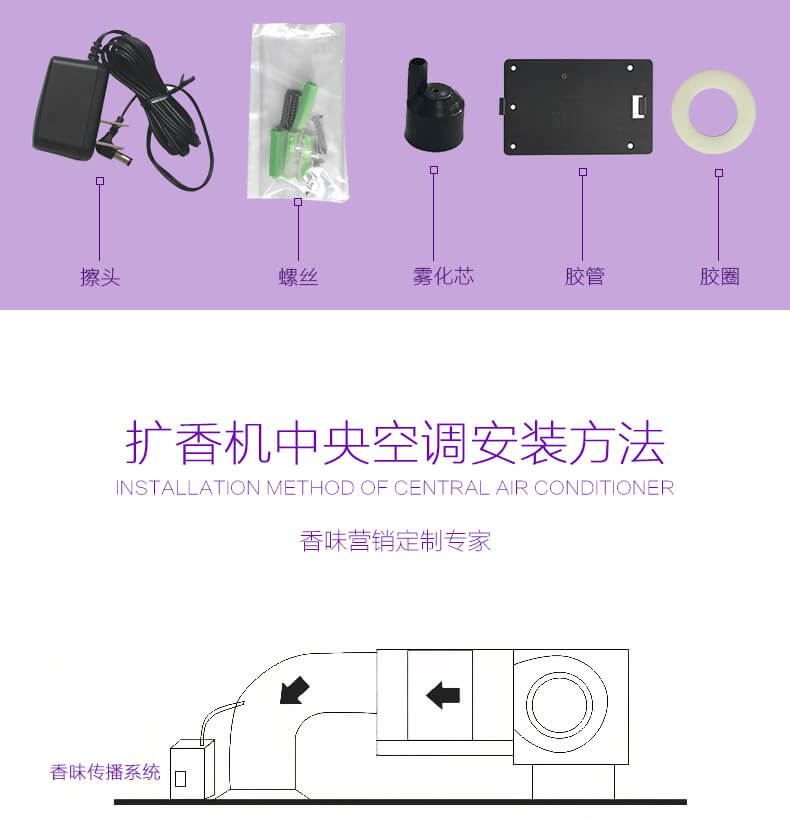 擦头
螺丝
雾化芯
胶管
胶圈
扩香机中央空调安装方法
INSTALLATION METHOD OF CENTRAL AIR CONDITIONER
香味营销定制专家
香味传播系统